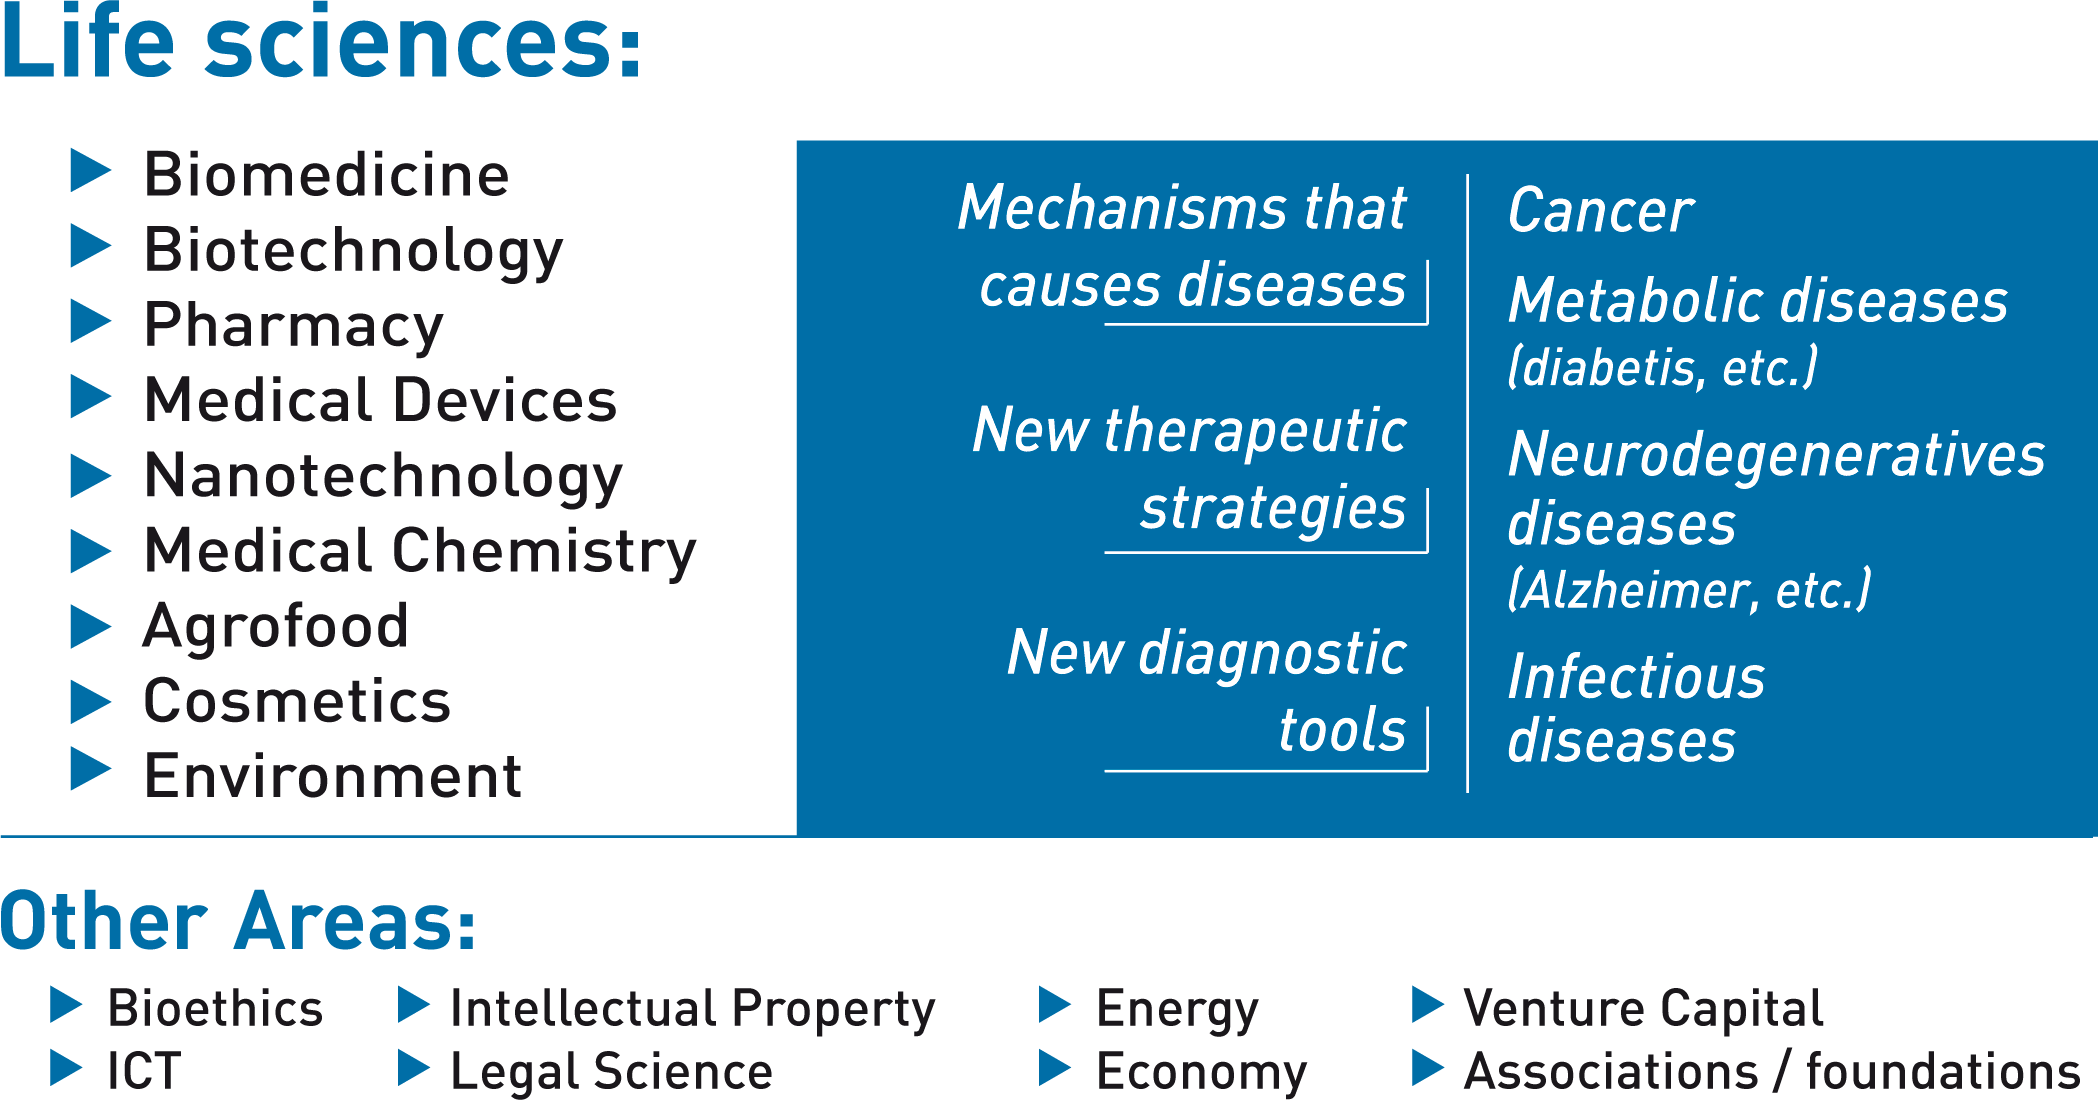 Life sciences:
Biomedicine
Biotechnology
Pharmacy
Medical Devices
Nanotechnology
Medical Chemistry
Agrofood
Cosmetics
Environment
Mechanisms that
causes diseases
New therapeutic
strategies
New diagnostic
tools
Cancer
Metabolic diseases
(diabetis, etc.)
Neurodegeneratives
diseases
(Alzheimer, etc.)
Infectious
diseases
Other Areas:
Bioethics
ICT
Intellectual Property
Legal Science
Energy
Economy
Venture Capital
Associations / foundations